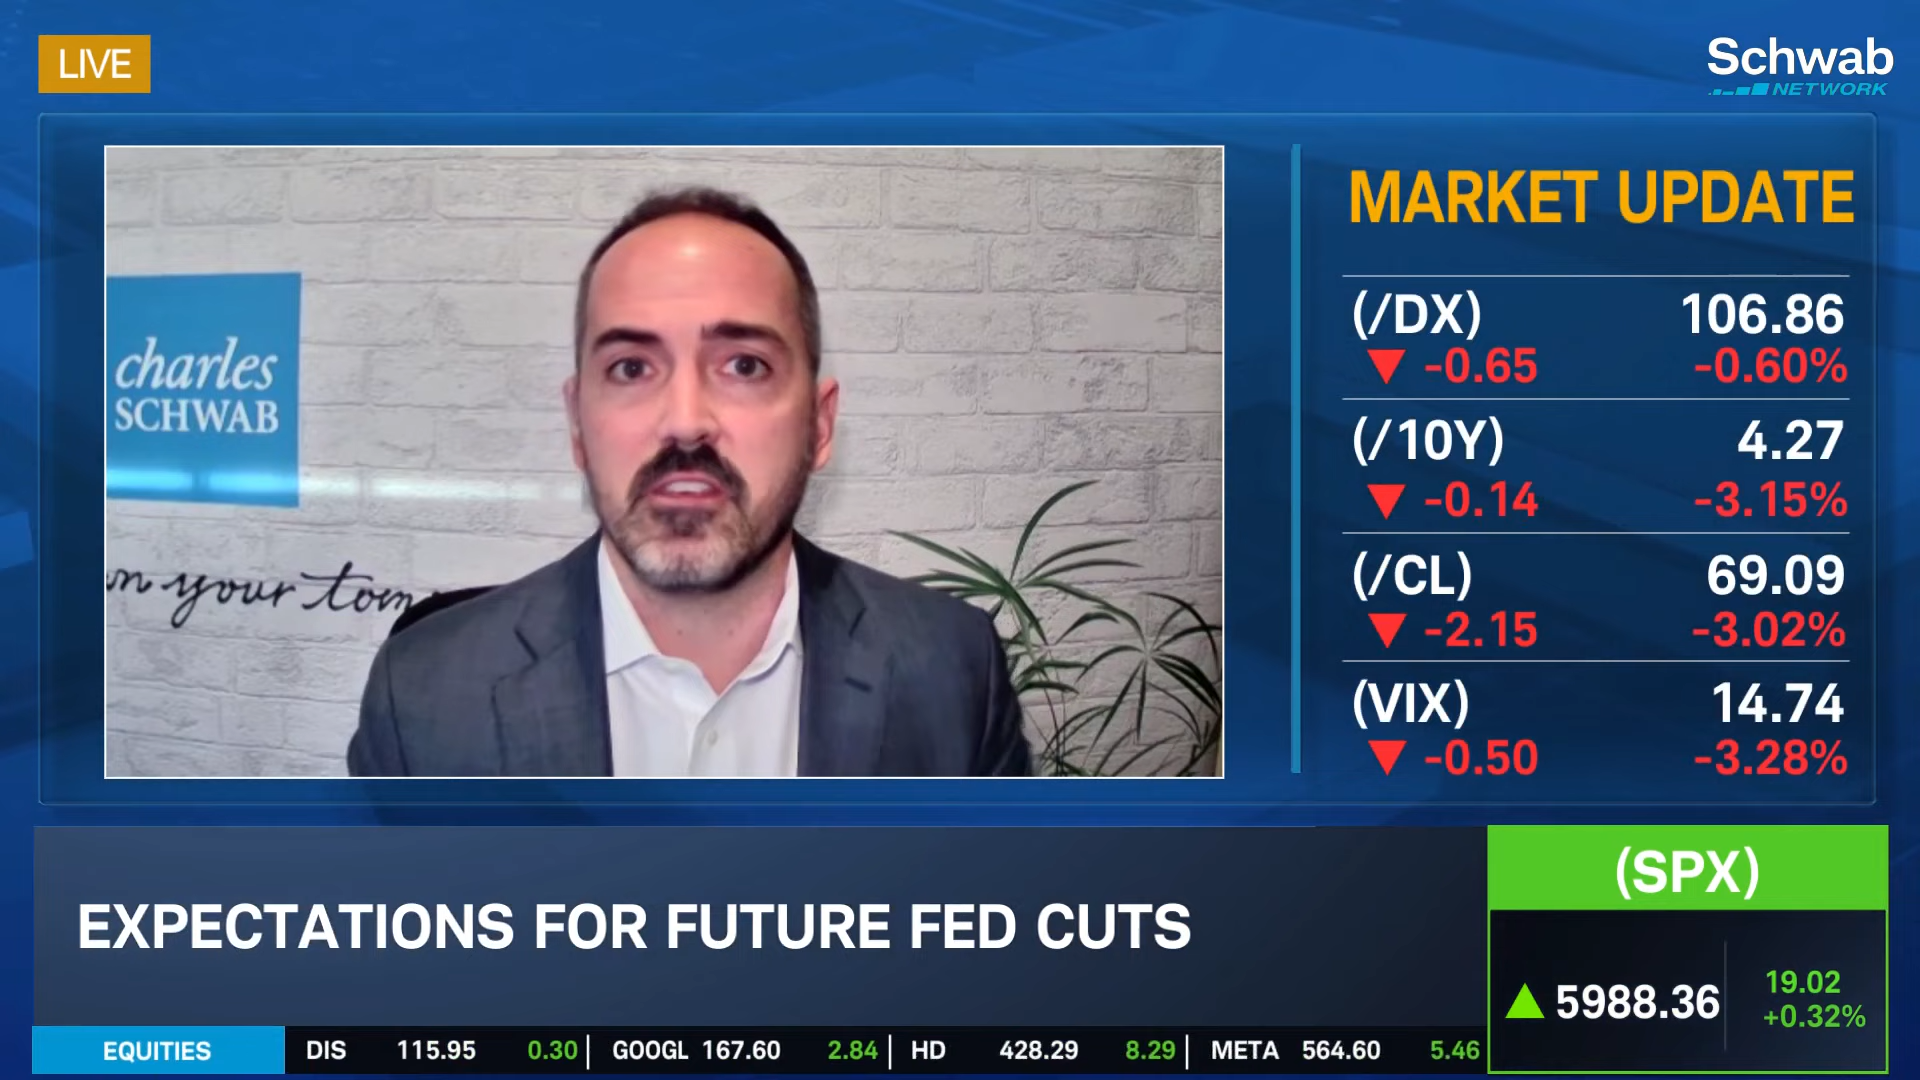 LIVE
Schwab
NETWORK
charles
SCHWAB
n your tom
MARKET UPDATE
(/DX) 106.86
▼ -0.65 -0.60%
(/10Y) 4.27
▼ -0.14 -3.15%
(/CL) 69.09
▼ -2.15 -3.02%
(VIX) 14.74
▼ -0.50 -3.28%
EXPECTATIONS FOR FUTURE FED CUTS
(SPX)
▲ 5988.36 19.02
+0.32%
EQUITIES DIS 115.95 0.30 | GOOGL 167.60 2.84 | HD 428.29 8.29 | META 564.60 5.46